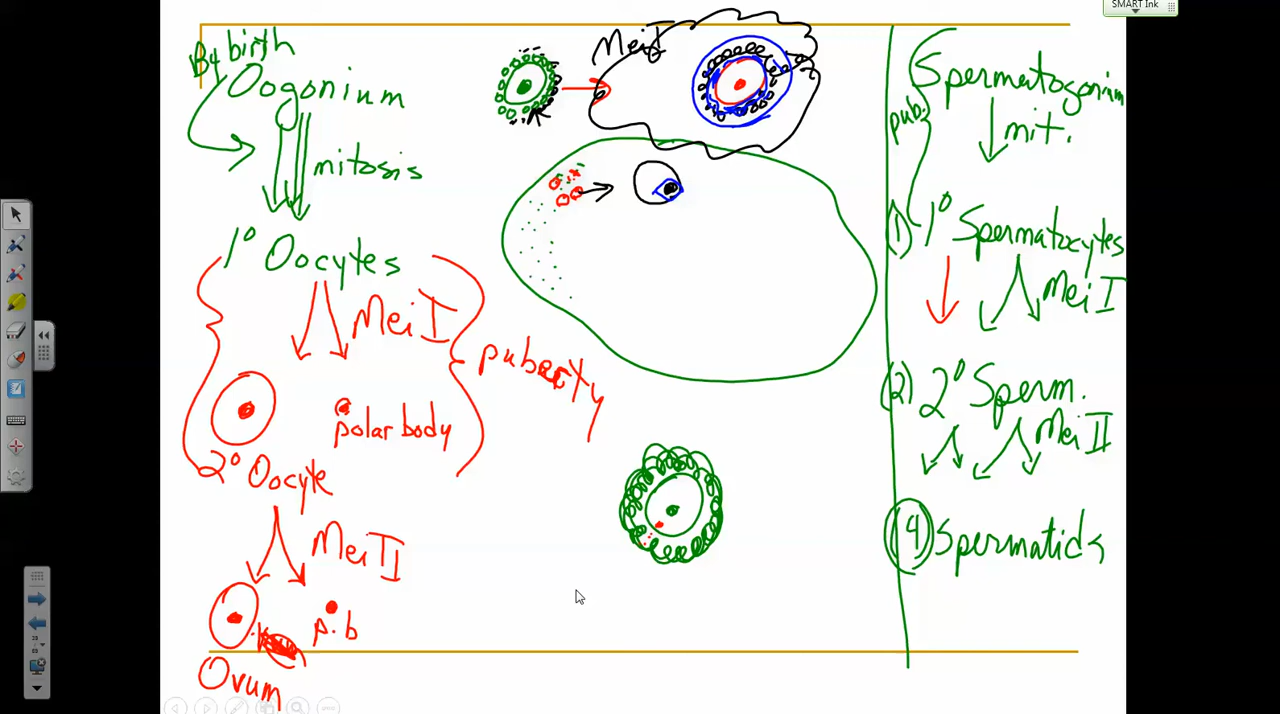 SMART Ink
By birth
Oogonium
mitosis
1° Oocytes
Mei I
puberty
polar body
2° Oocyte
Mei II
p.b
Ovum
Mei I
Spermatogonium
pub.
mit.
(1) 1° Spermatocytes
Mei I
(2) 2° Sperm.
Mei II
(4) Spermatids